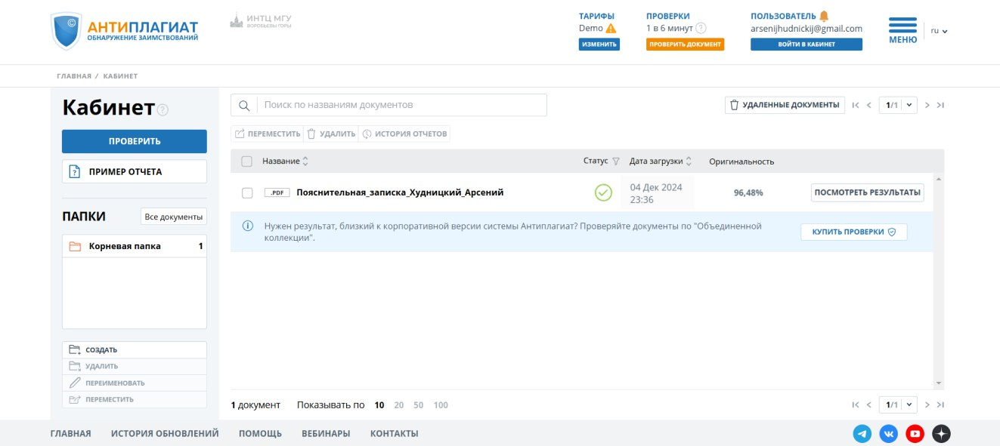 АНТИПЛАГИАТ
ОБНАРУЖЕНИЕ ЗАИМСТВОВАНИЙ
ИНТЦ МГУ
ВОРОБЬЕВЫ ГОРЫ
ТАРИФЫ
Demo
ИЗМЕНИТЬ
ПРОВЕРКИ
1 в 6 минут ?
ПРОВЕРИТЬ ДОКУМЕНТ
ПОЛЬЗОВАТЕЛЬ
arsenijhudnickij@gmail.com
ВОЙТИ В КАБИНЕТ
МЕНЮ
ru
ГЛАВНАЯ / КАБИНЕТ
Кабинет ?
ПРОВЕРИТЬ
ПРИМЕР ОТЧЕТА
ПАПКИ
Все документы
Корневая папка 1
СОЗДАТЬ
УДАЛИТЬ
ПЕРЕИМЕНОВАТЬ
ПЕРЕМЕСТИТЬ
Поиск по названиям документов
УДАЛЕННЫЕ ДОКУМЕНТЫ
1/1
ПЕРЕМЕСТИТЬ УДАЛИТЬ ИСТОРИЯ ОТЧЕТОВ
Название Статус Дата загрузки Оригинальность
.PDF Пояснительная_записка_Худницкий_Арсений
04 Дек 2024
23:36
96,48%
ПОСМОТРЕТЬ РЕЗУЛЬТАТЫ
Нужен результат, близкий к корпоративной версии системы Антиплагиат? Проверяйте документы по "Объединенной
коллекции".
КУПИТЬ ПРОВЕРКИ
1 документ Показывать по 10 20 50 100
1/1
ГЛАВНАЯ ИСТОРИЯ ОБНОВЛЕНИЙ ПОМОЩЬ ВЕБИНАРЫ КОНТАКТЫ